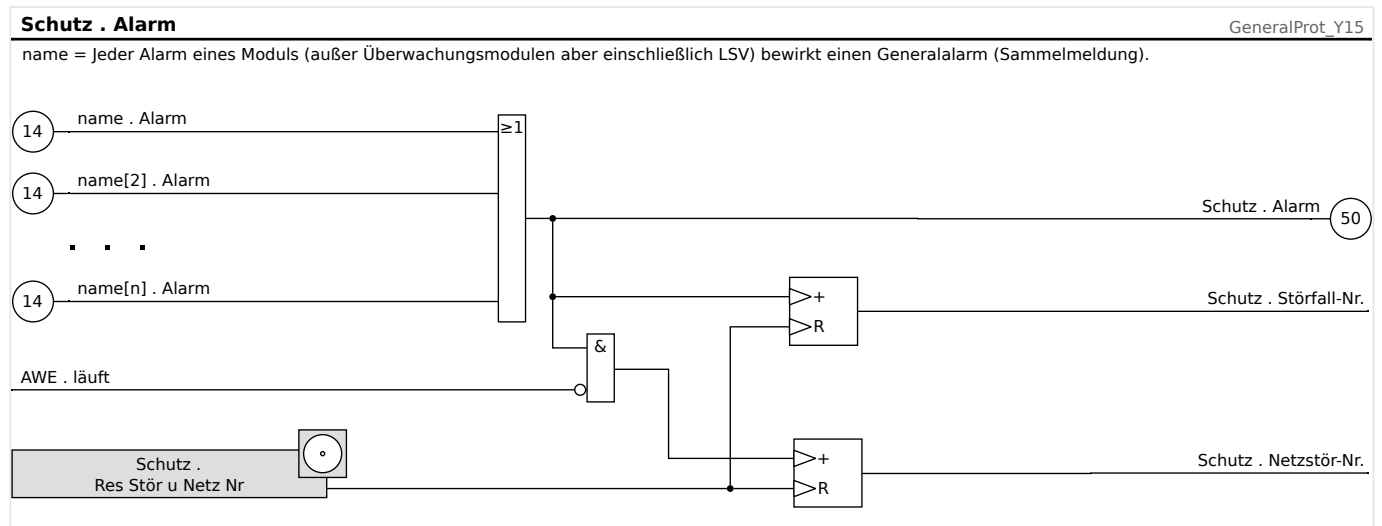 Schutz . Alarm
GeneralProt_Y15
name = Jeder Alarm eines Moduls (außer Überwachungsmodulen aber einschließlich LSV) bewirkt einen Generalalarm (Sammelmeldung).
14
name . Alarm
≥1
14
name[2] . Alarm
Schutz . Alarm
50
. . .
14
name[n] . Alarm
+
R
Schutz . Störfall-Nr.
&
AWE . läuft
Schutz .
Res Stör u Netz Nr
+
R
Schutz . Netzstör-Nr.